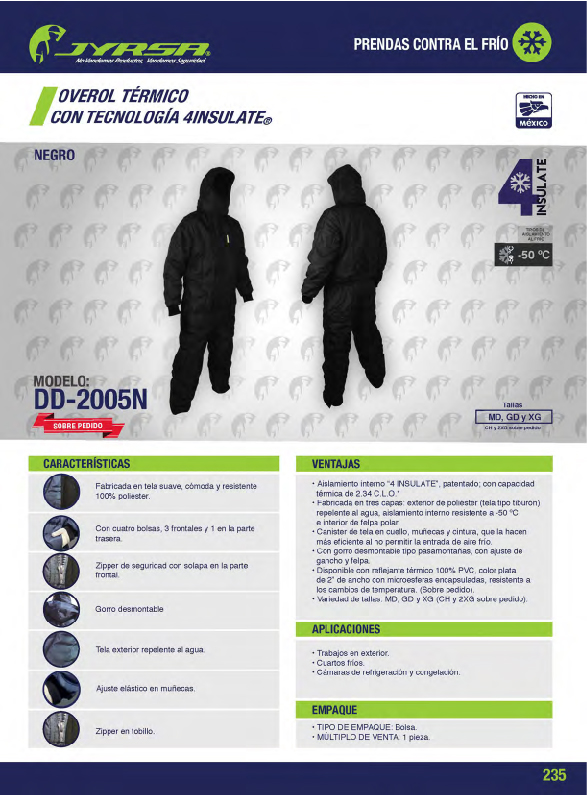 JYRSA®
No Vendemos Productos, Vendemos Seguridad
PRENDAS CONTRA EL FRÍO
OVEROL TÉRMICO
CON TECNOLOGÍA 4INSULATE®
HECHO EN
MÉXICO
NEGRO
4
INSULATE
-50 ºC
MODELO:
DD-2005N
SOBRE PEDIDO
Tallas
MD, GD y XG
CH y 2XG sobre pedido
CARACTERÍSTICAS
Fabricada en tela suave, cómoda y resistente
100% poliester.
Con cuatro bolsas, 3 frontales y 1 en la parte
trasera.
Zipper de seguridad con solapa en la parte
frontal.
Gorro desmontable
Tela exterior repelente al agua.
Ajuste elástico en muñecas.
Zipper en tobillo.
VENTAJAS
• Aislamiento interno "4 INSULATE", patentado; con capacidad
térmica de 2.34 C.L.O.*
• Fabricada en tres capas: exterior de poliester (tela tipo tiburón)
repelente al agua, aislamiento interno resistente a -50 ºC
e interior de felpa polar.
• Canister de tela en cuello, muñecas y cintura, que la hacen
más eficiente al no permitir la entrada de aire frío.
• Con gorro desmontable tipo pasamontañas, con ajuste de
gancho y felpa.
• Disponible con reflejante térmico 100% PVC, color plata
de 2" de ancho con microesferas encapsuladas, resistente a
los cambios de temperatura. (Sobre pedido).
• Variedad de tallas: MD, GD y XG (CH y 2XG sobre pedido).
APLICACIONES
• Trabajos en exterior.
• Cuartos fríos.
• Cámaras de refrigeración y congelación.
EMPAQUE
• TIPO DE EMPAQUE: Bolsa.
• MÚLTIPLO DE VENTA: 1 pieza.
235